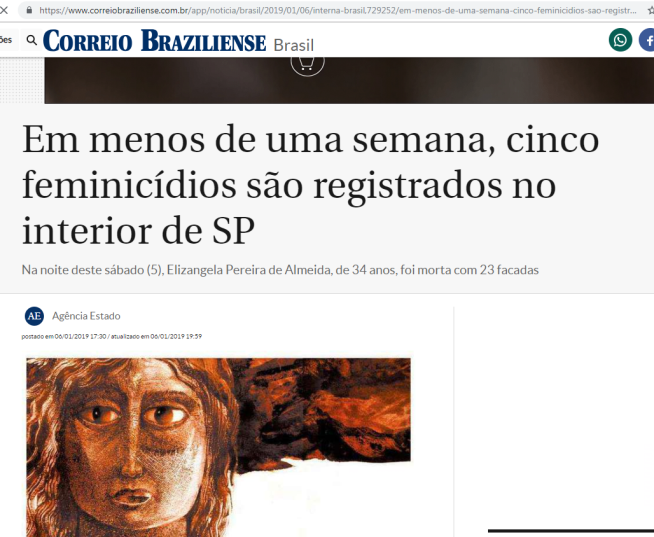 https://www.correiobraziliense.com.br/app/noticia/brasil/2019/01/06/interna-brasil,729252/em-menos-de-uma-semana-cinco-feminicidios-sao-registr...
ões CORREIO BRAZILIENSE Brasil
Em menos de uma semana, cinco
feminicídios são registrados no
interior de SP
Na noite deste sábado (5), Elizangela Pereira de Almeida, de 34 anos, foi morta com 23 facadas
AE Agência Estado
postado em 06/01/2019 17:30 / atualizado em 06/01/2019 19:59